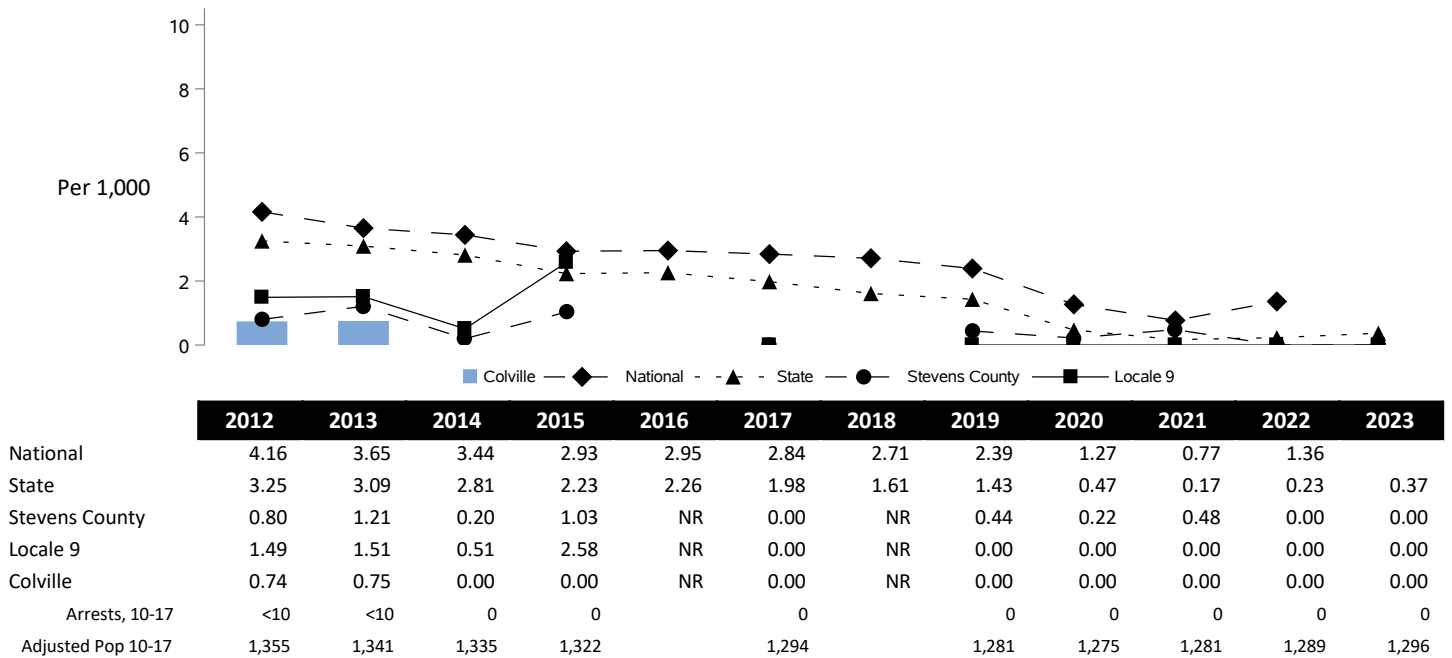 10
8
6
Per 1,000
4
2
0
Colville National State Stevens County Locale 9
2012 2013 2014 2015 2016 2017 2018 2019 2020 2021 2022 2023
National 4.16 3.65 3.44 2.93 2.95 2.84 2.71 2.39 1.27 0.77 1.36
State 3.25 3.09 2.81 2.23 2.26 1.98 1.61 1.43 0.47 0.17 0.23 0.37
Stevens County 0.80 1.21 0.20 1.03 NR 0.00 NR 0.44 0.22 0.48 0.00 0.00
Locale 9 1.49 1.51 0.51 2.58 NR 0.00 NR 0.00 0.00 0.00 0.00 0.00
Colville 0.74 0.75 0.00 0.00 NR 0.00 NR 0.00 0.00 0.00 0.00 0.00
Arrests, 10-17 <10 <10 0 0 0 0 0 0 0 0
Adjusted Pop 10-17 1,355 1,341 1,335 1,322 1,294 1,281 1,275 1,281 1,289 1,296